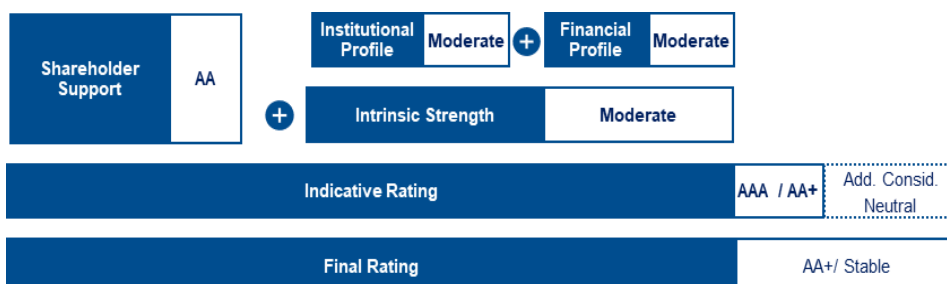 Shareholder
Support
AA
+
Institutional
Profile
Moderate
+
Financial
Profile
Moderate
Intrinsic Strength
Moderate
Indicative Rating
AAA / AA+
Add. Consid.
Neutral
Final Rating
AA+/ Stable